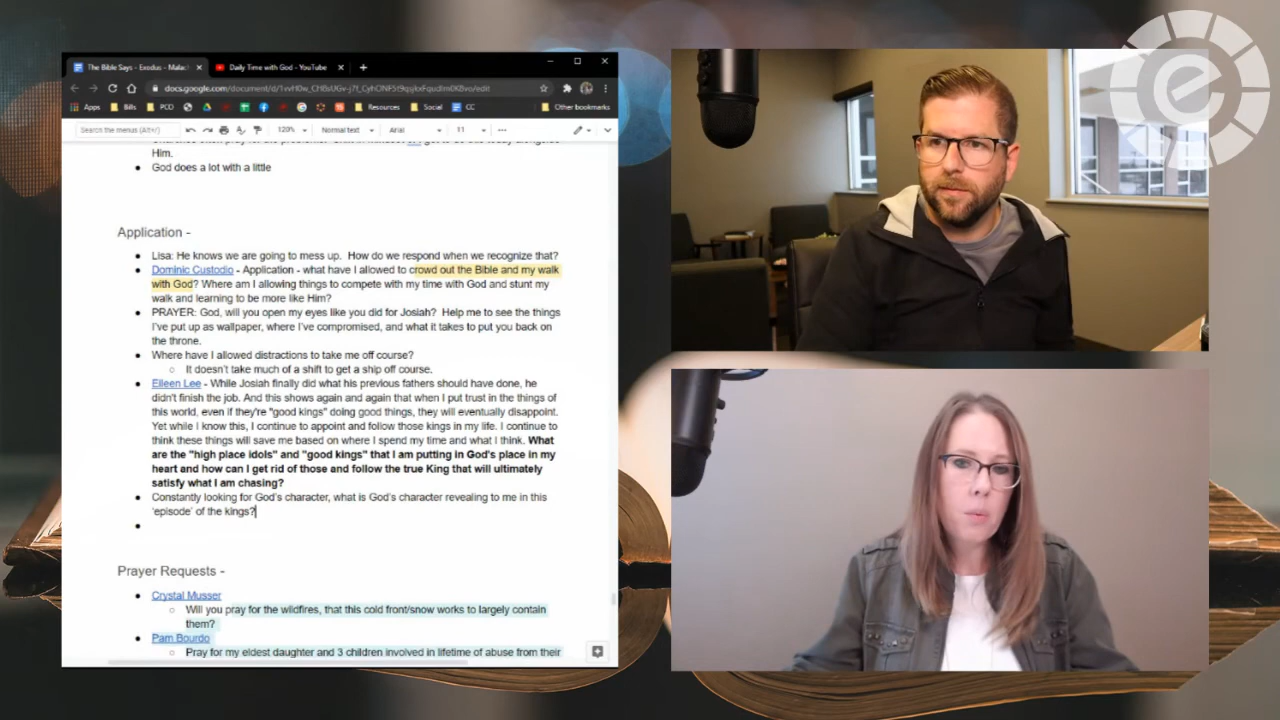 The Bible Says - Exodus - Malac
Daily Time with God - YouTube
Apps
Bills
PCO
Resources
Social
CC
Other bookmarks
Search the menus (Alt+/)
120%
Normal text
Arial
11
Him.
God does a lot with a little
Application -
Lisa: He knows we are going to mess up.  How do we respond when we recognize that?
Dominic Custodio - Application - what have I allowed to crowd out the Bible and my walk
with God? Where am I allowing things to compete with my time with God and stunt my
walk and learning to be more like Him?
PRAYER: God, will you open my eyes like you did for Josiah?  Help me to see the things
I've put up as wallpaper, where I've compromised, and what it takes to put you back on
the throne.
Where have I allowed distractions to take me off course?
It doesn't take much of a shift to get a ship off course.
Eileen Lee - While Josiah finally did what his previous fathers should have done, he
didn't finish the job. And this shows again and again that when I put trust in the things of
this world, even if they're "good kings" doing good things, they will eventually disappoint.
Yet while I know this, I continue to appoint and follow those kings in my life. I continue to
think these things will save me based on where I spend my time and what I think. What
are the "high place idols" and "good kings" that I am putting in God's place in my
heart and how can I get rid of those and follow the true King that will ultimately
satisfy what I am chasing?
Constantly looking for God's character, what is God's character revealing to me in this
'episode' of the kings?
Prayer Requests -
Crystal Musser
Will you pray for the wildfires, that this cold front/snow works to largely contain
them?
Pam Bourdo
Pray for my eldest daughter and 3 children involved in lifetime of abuse from their